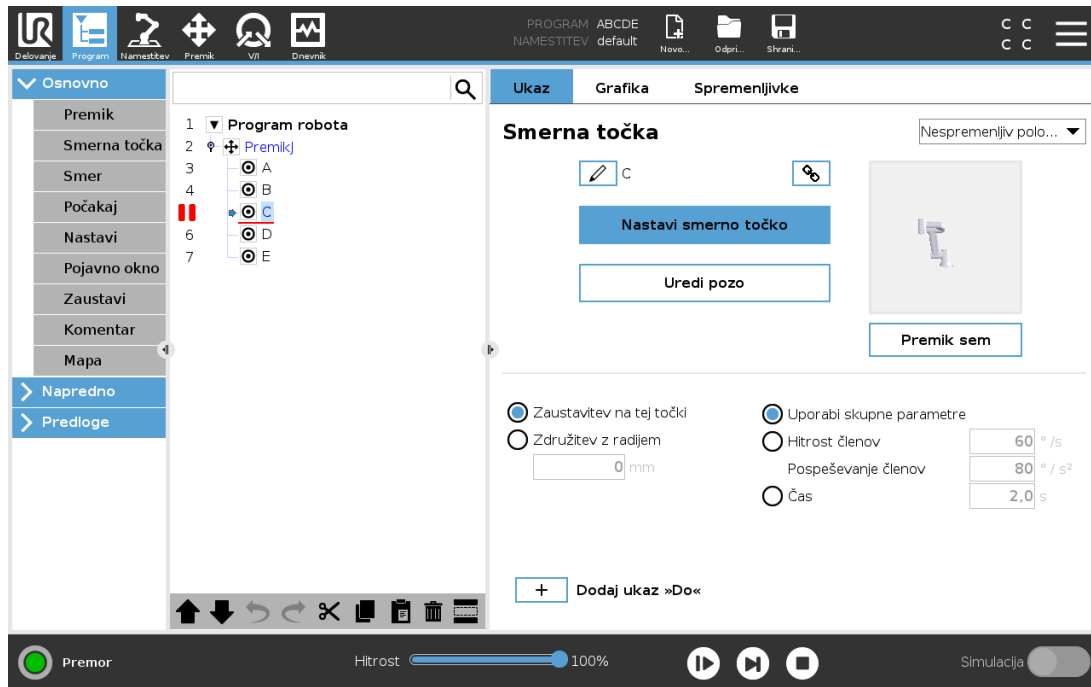 PROGRAM ABCDE
NAMESTITEV default
C C
C C
Delovanje Program Namestitev Premik V/I Dnevnik Novo... Odpri... Shrani...
Osnovno
Premik
Smerna točka
Smer
Počakaj
Nastavi
Pojavno okno
Zaustavi
Komentar
Mapa
Napredno
Predloge
1 Program robota
2 PremikJ
3 A
4 B
C
6 D
7 E
Ukaz Grafika Spremenljivke
Smerna točka
Nespremenljiv polo...
C
Nastavi smerno točko
Uredi pozo
Premik sem
Zaustavitev na tej točki
Združitev z radijem
0 mm
Uporabi skupne parametre
Hitrost členov 60 ° /s
Pospeševanje členov 80 ° / s²
Čas 2,0 s
+ Dodaj ukaz »Do«
Premor
Hitrost 100%
Simulacija